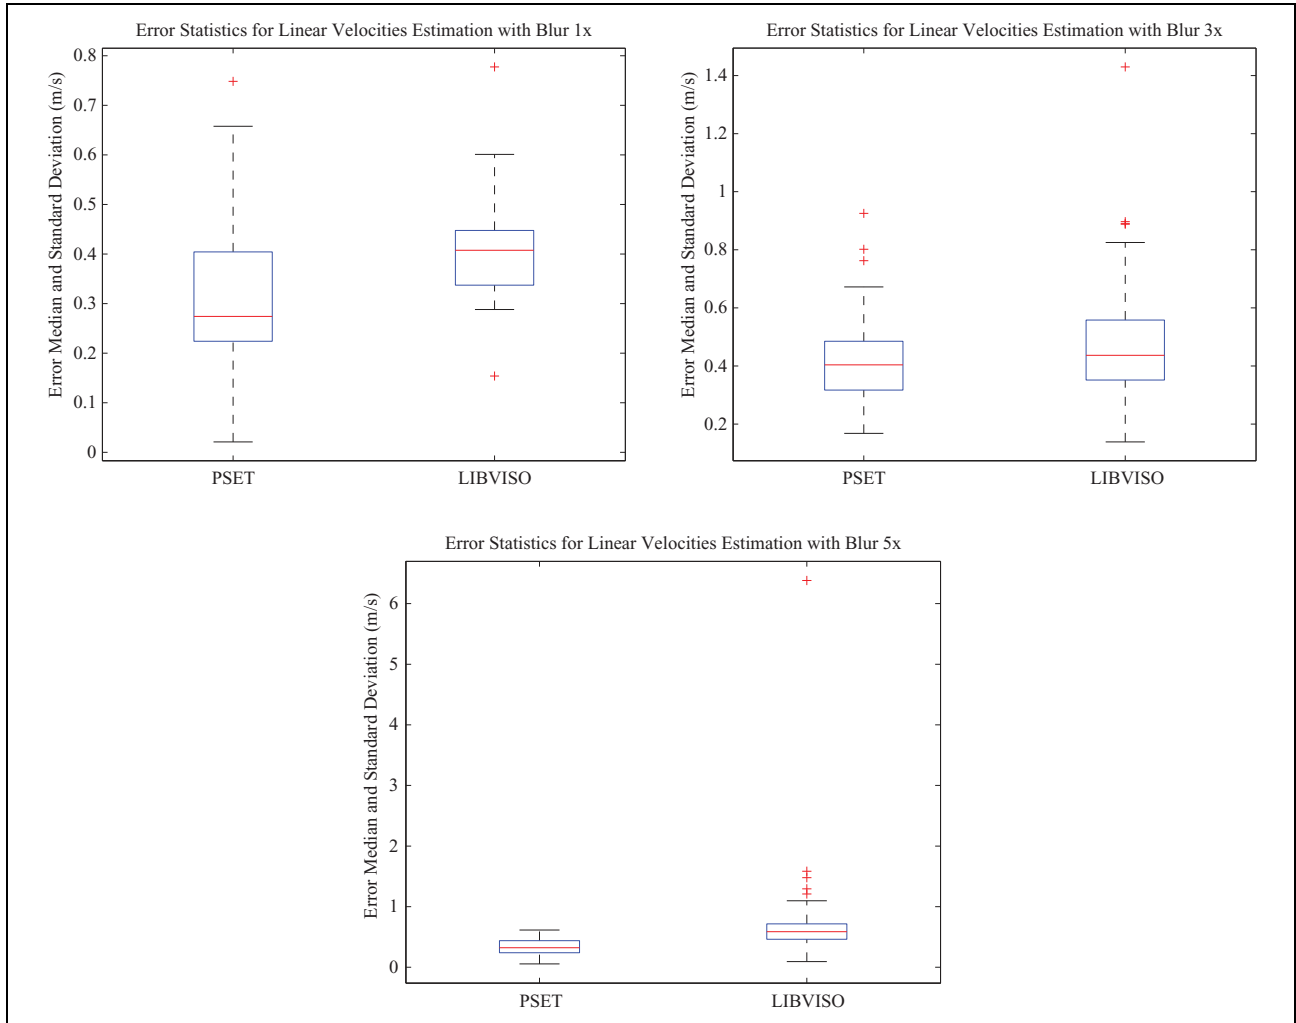 Error Statistics for Linear Velocities Estimation with Blur 1x
Error Median and Standard Deviation (m/s)
0.8
0.7
0.6
0.5
0.4
0.3
0.2
0.1
0
PSET
LIBVISO
Error Statistics for Linear Velocities Estimation with Blur 3x
Error Median and Standard Deviation (m/s)
1.4
1.2
1
0.8
0.6
0.4
0.2
PSET
LIBVISO
Error Statistics for Linear Velocities Estimation with Blur 5x
Error Median and Standard Deviation (m/s)
6
5
4
3
2
1
0
PSET
LIBVISO